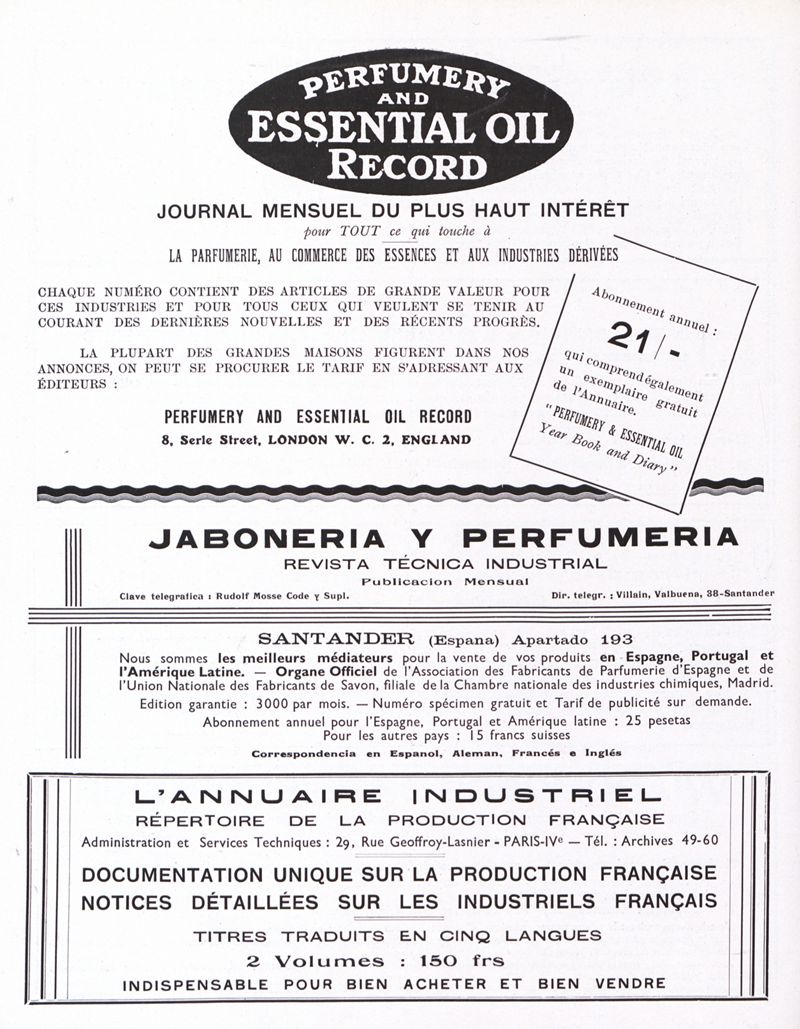 PERFUMERY
AND
ESSENTIAL OIL
RECORD
JOURNAL MENSUEL DU PLUS HAUT INTÉRÊT
pour TOUT ce qui touche à
LA PARFUMERIE, AU COMMERCE DES ESSENCES ET AUX INDUSTRIES DÉRIVÉES
CHAQUE NUMÉRO CONTIENT DES ARTICLES DE GRANDE VALEUR POUR
CES INDUSTRIES ET POUR TOUS CEUX QUI VEULENT SE TENIR AU
COURANT DES DERNIÈRES NOUVELLES ET DES RÉCENTS PROGRÈS.
LA PLUPART DES GRANDES MAISONS FIGURENT DANS NOS
ANNONCES, ON PEUT SE PROCURER LE TARIF EN S'ADRESSANT AUX
ÉDITEURS :
PERFUMERY AND ESSENTIAL OIL RECORD
8, Serle Street, LONDON W. C. 2, ENGLAND
Abonnement annuel :
21/-
qui comprend également
un exemplaire gratuit
de l'Annuaire.
"PERFUMERY & ESSENTIAL OIL
Year Book and Diary"
JABONERIA Y PERFUMERIA
REVISTA TÉCNICA INDUSTRIAL
Publicacion Mensual
Clave telegrafica : Rudolf Mosse Code y Supl. Dir. telegr. : Villain, Valbuena, 38-Santander
SANTANDER (Espana) Apartado 193
Nous sommes les meilleurs médiateurs pour la vente de vos produits en Espagne, Portugal et
l'Amérique Latine. — Organe Officiel de l'Association des Fabricants de Parfumerie d'Espagne et de
l'Union Nationale des Fabricants de Savon, filiale de la Chambre nationale des industries chimiques, Madrid.
Edition garantie : 3000 par mois. — Numéro spécimen gratuit et Tarif de publicité sur demande.
Abonnement annuel pour l'Espagne, Portugal et Amérique latine : 25 pesetas
Pour les autres pays : 15 francs suisses
Correspondencia en Espanol, Aleman, Francés e Inglés
L'ANNUAIRE INDUSTRIEL
RÉPERTOIRE DE LA PRODUCTION FRANÇAISE
Administration et Services Techniques : 29, Rue Geoffroy-Lasnier - PARIS-IVe — Tél. : Archives 49-60
DOCUMENTATION UNIQUE SUR LA PRODUCTION FRANÇAISE
NOTICES DÉTAILLÉES SUR LES INDUSTRIELS FRANÇAIS
TITRES TRADUITS EN CINQ LANGUES
2 Volumes : 150 frs
INDISPENSABLE POUR BIEN ACHETER ET BIEN VENDRE